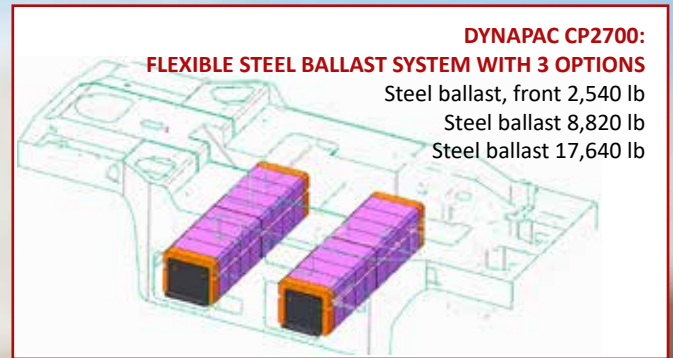 DYNAPAC CP2700:
FLEXIBLE STEEL BALLAST SYSTEM WITH 3 OPTIONS
Steel ballast, front 2,540 lb
Steel ballast 8,820 lb
Steel ballast 17,640 lb